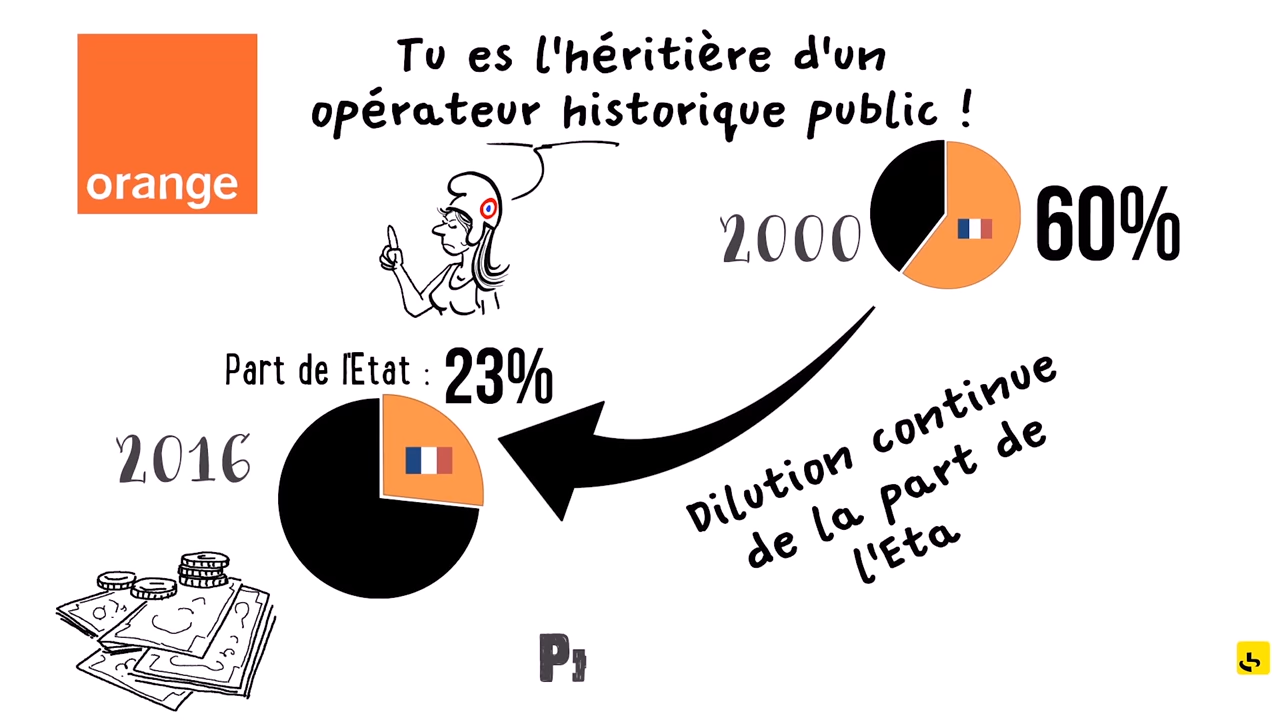 orange
Tu es l'héritière d'un
opérateur historique public !
2000
60%
Part de l'Etat : 23%
2016
Dilution continue
de la part de
l'Eta
P